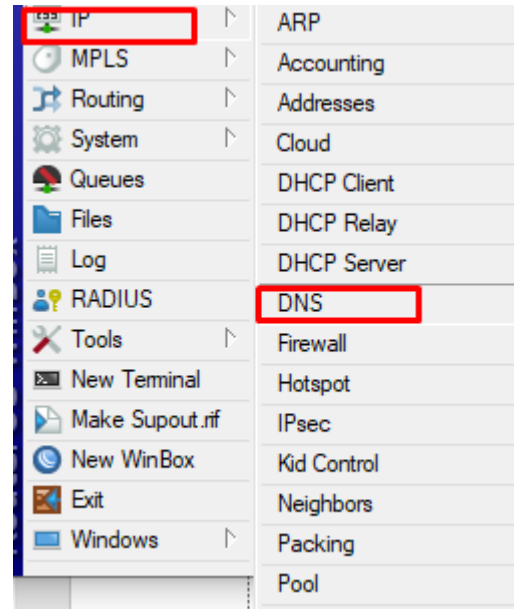 IP
MPLS
Routing
System
Queues
Files
Log
RADIUS
Tools
New Terminal
Make Supout.rif
New WinBox
Exit
Windows
ARP
Accounting
Addresses
Cloud
DHCP Client
DHCP Relay
DHCP Server
DNS
Firewall
Hotspot
IPsec
Kid Control
Neighbors
Packing
Pool